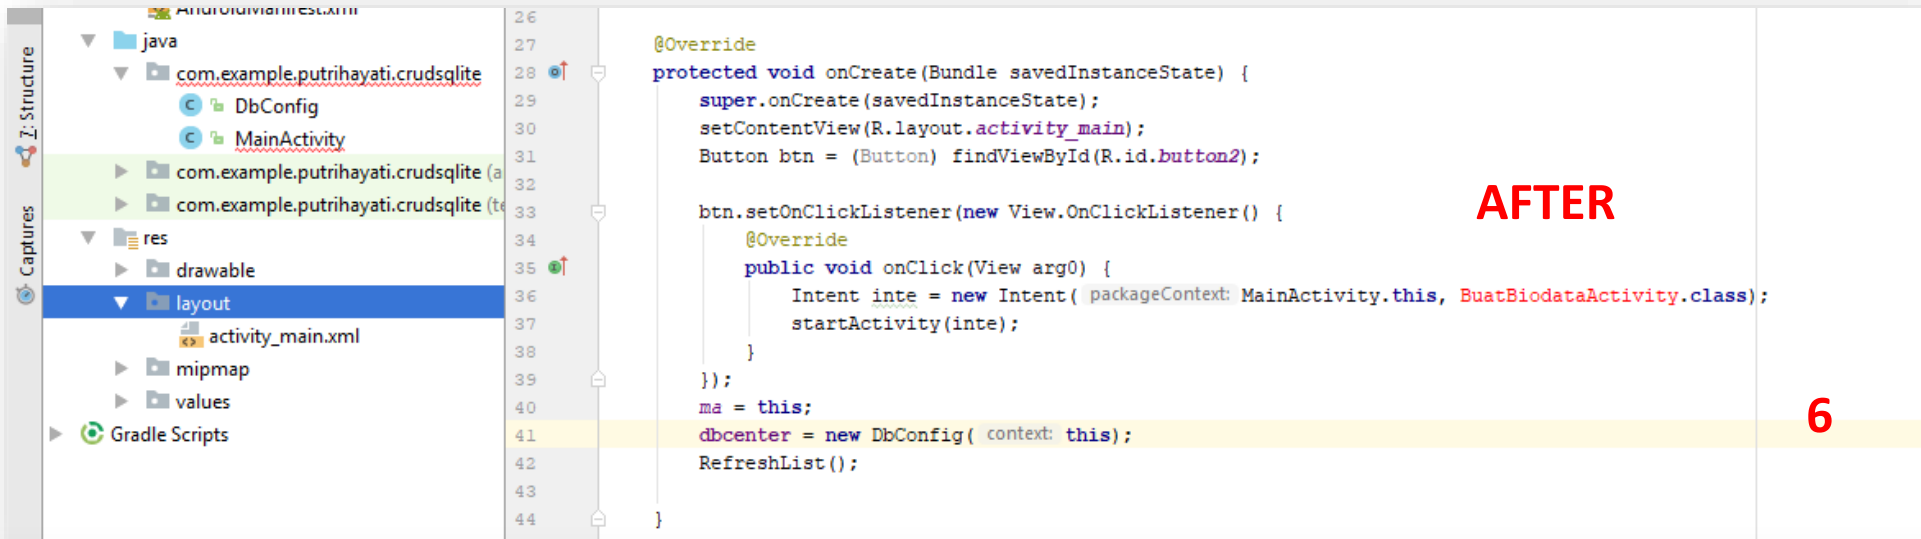 AndroidManifest.xml
java
com.example.putrihayati.crudsqlite
DbConfig
MainActivity
com.example.putrihayati.crudsqlite (a
com.example.putrihayati.crudsqlite (te
res
drawable
layout
activity_main.xml
mipmap
values
Gradle Scripts
7: Structure
Captures
26
27 @Override
28 protected void onCreate(Bundle savedInstanceState) {
29 super.onCreate(savedInstanceState);
30 setContentView(R.layout.activity_main);
31 Button btn = (Button) findViewById(R.id.button2);
32
33 btn.setOnClickListener(new View.OnClickListener() {
34 @Override
35 public void onClick(View arg0) {
36 Intent inte = new Intent( packageContext: MainActivity.this, BuatBiodataActivity.class);
37 startActivity(inte);
38 }
39 });
40 ma = this;
41 dbcenter = new DbConfig( context: this);
42 RefreshList();
43
44 }
AFTER
6